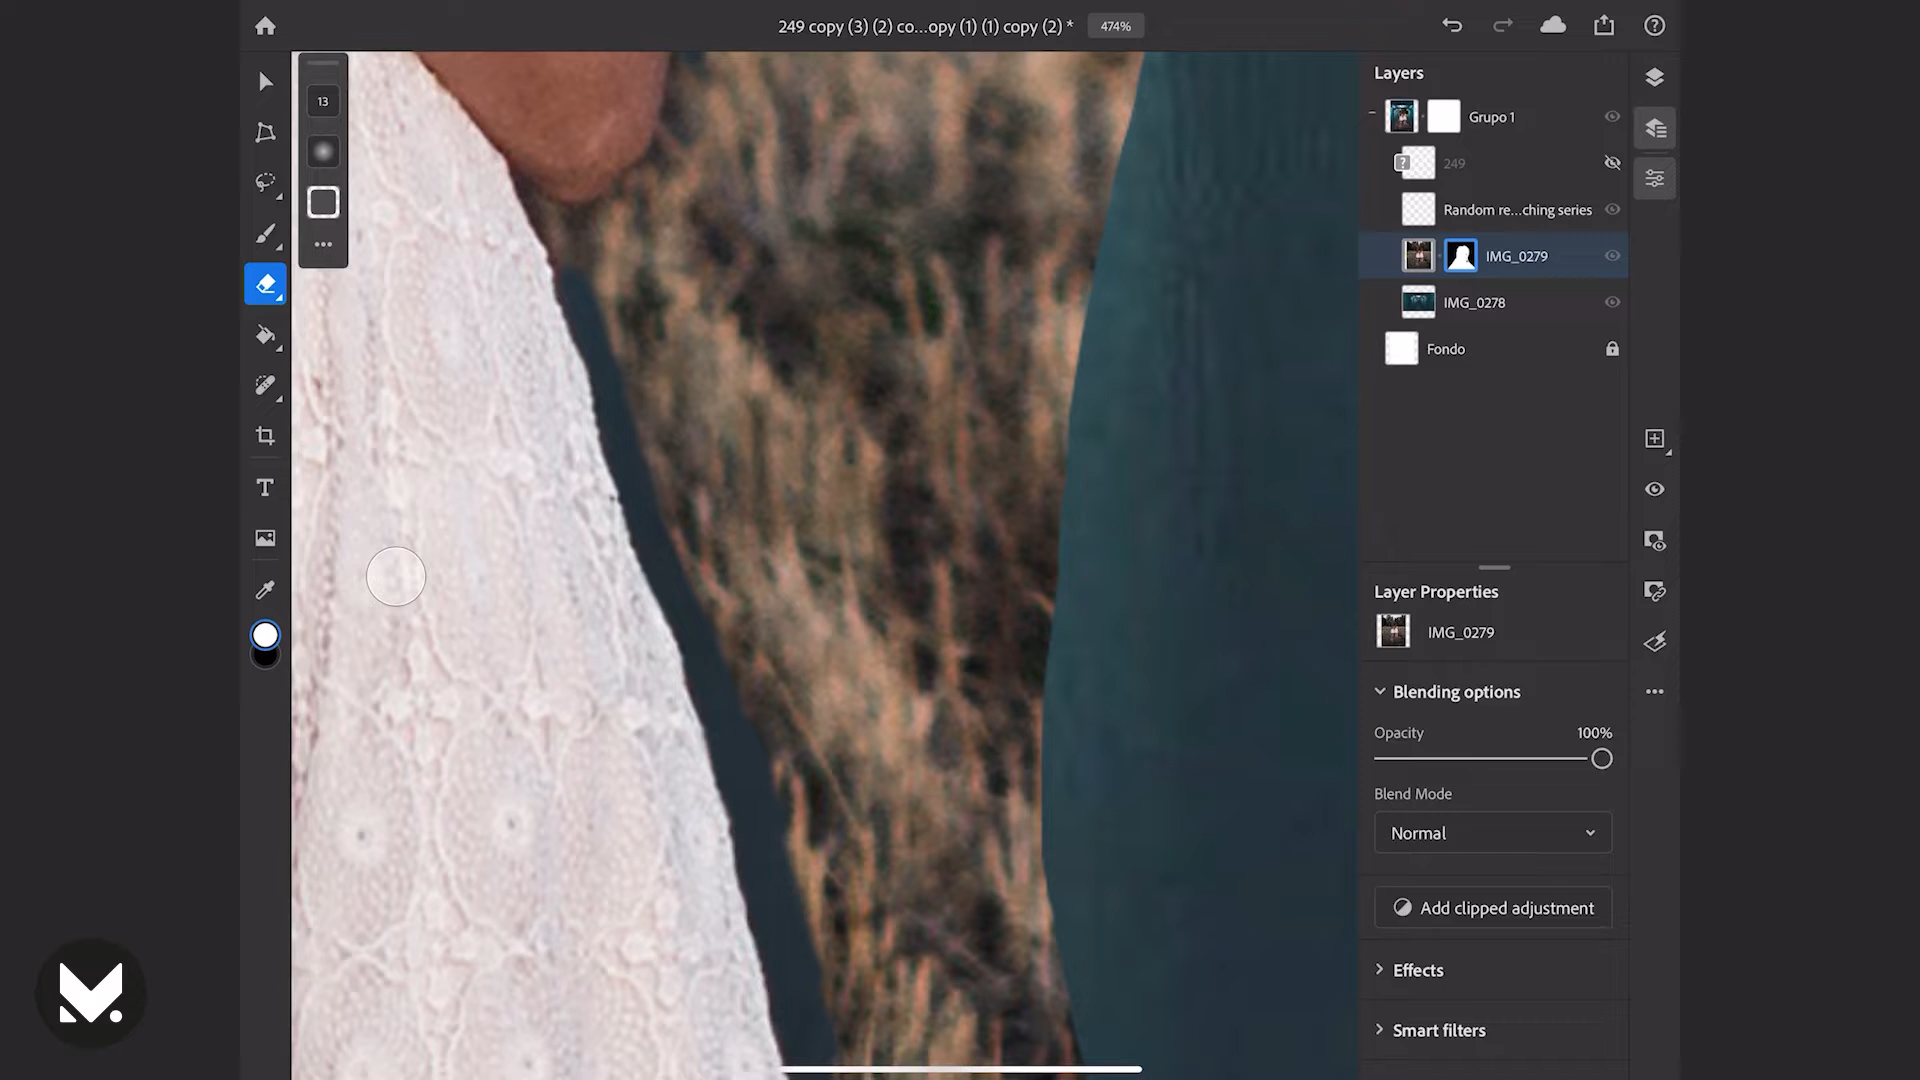 249 copy (3) (2) co...opy (1) (1) copy (2) *
474%
13
T
Layers
Grupo 1
249
Random re...ching series
IMG_0279
IMG_0278
Fondo
Layer Properties
IMG_0279
Blending options
Opacity
100%
Blend Mode
Normal
Add clipped adjustment
Effects
Smart filters